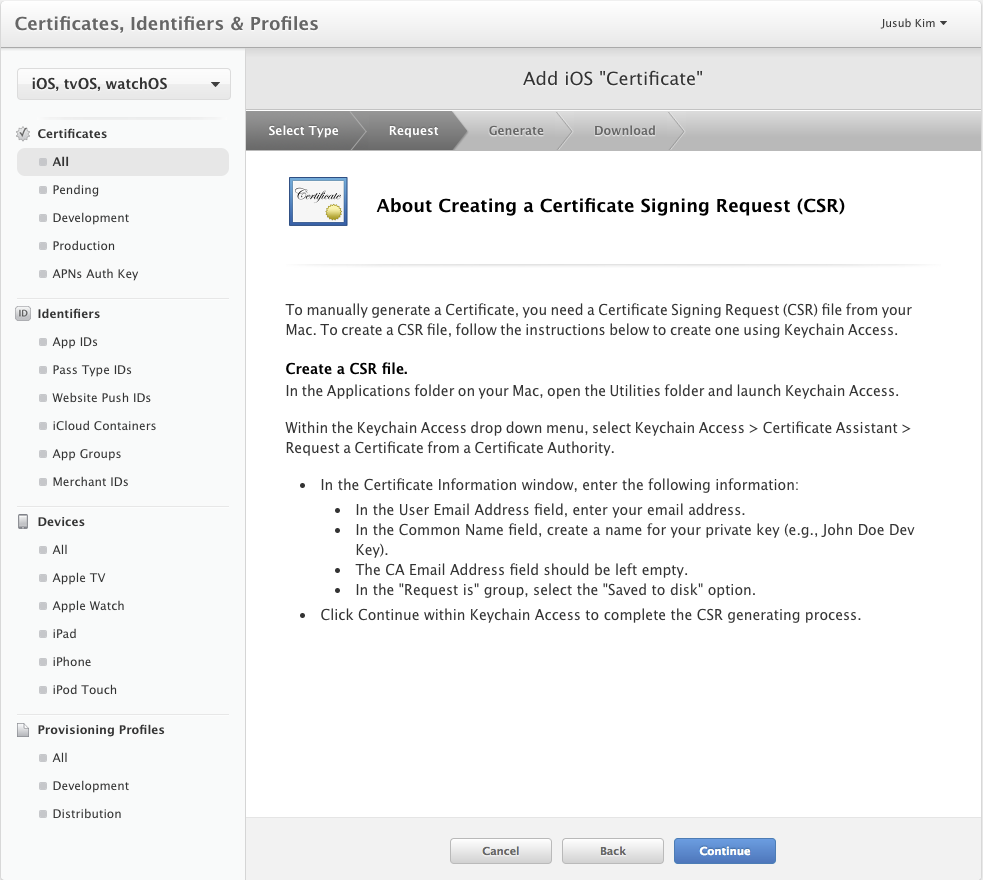 Certificates, Identifiers & Profiles
Jusub Kim
iOS, tvOS, watchOS
Certificates
All
Pending
Development
Production
APNs Auth Key
ID
Identifiers
App IDs
Pass Type IDs
Website Push IDs
iCloud Containers
App Groups
Merchant IDs
Devices
All
Apple TV
Apple Watch
iPad
iPhone
iPod Touch
Provisioning Profiles
All
Development
Distribution
Add iOS "Certificate"
Select Type
Request
Generate
Download
Certificate
About Creating a Certificate Signing Request (CSR)
To manually generate a Certificate, you need a Certificate Signing Request (CSR) file from your
Mac. To create a CSR file, follow the instructions below to create one using Keychain Access.
Create a CSR file.
In the Applications folder on your Mac, open the Utilities folder and launch Keychain Access.
Within the Keychain Access drop down menu, select Keychain Access > Certificate Assistant >
Request a Certificate from a Certificate Authority.
• In the Certificate Information window, enter the following information:
• In the User Email Address field, enter your email address.
• In the Common Name field, create a name for your private key (e.g., John Doe Dev
Key).
• The CA Email Address field should be left empty.
• In the "Request is" group, select the "Saved to disk" option.
• Click Continue within Keychain Access to complete the CSR generating process.
Cancel
Back
Continue